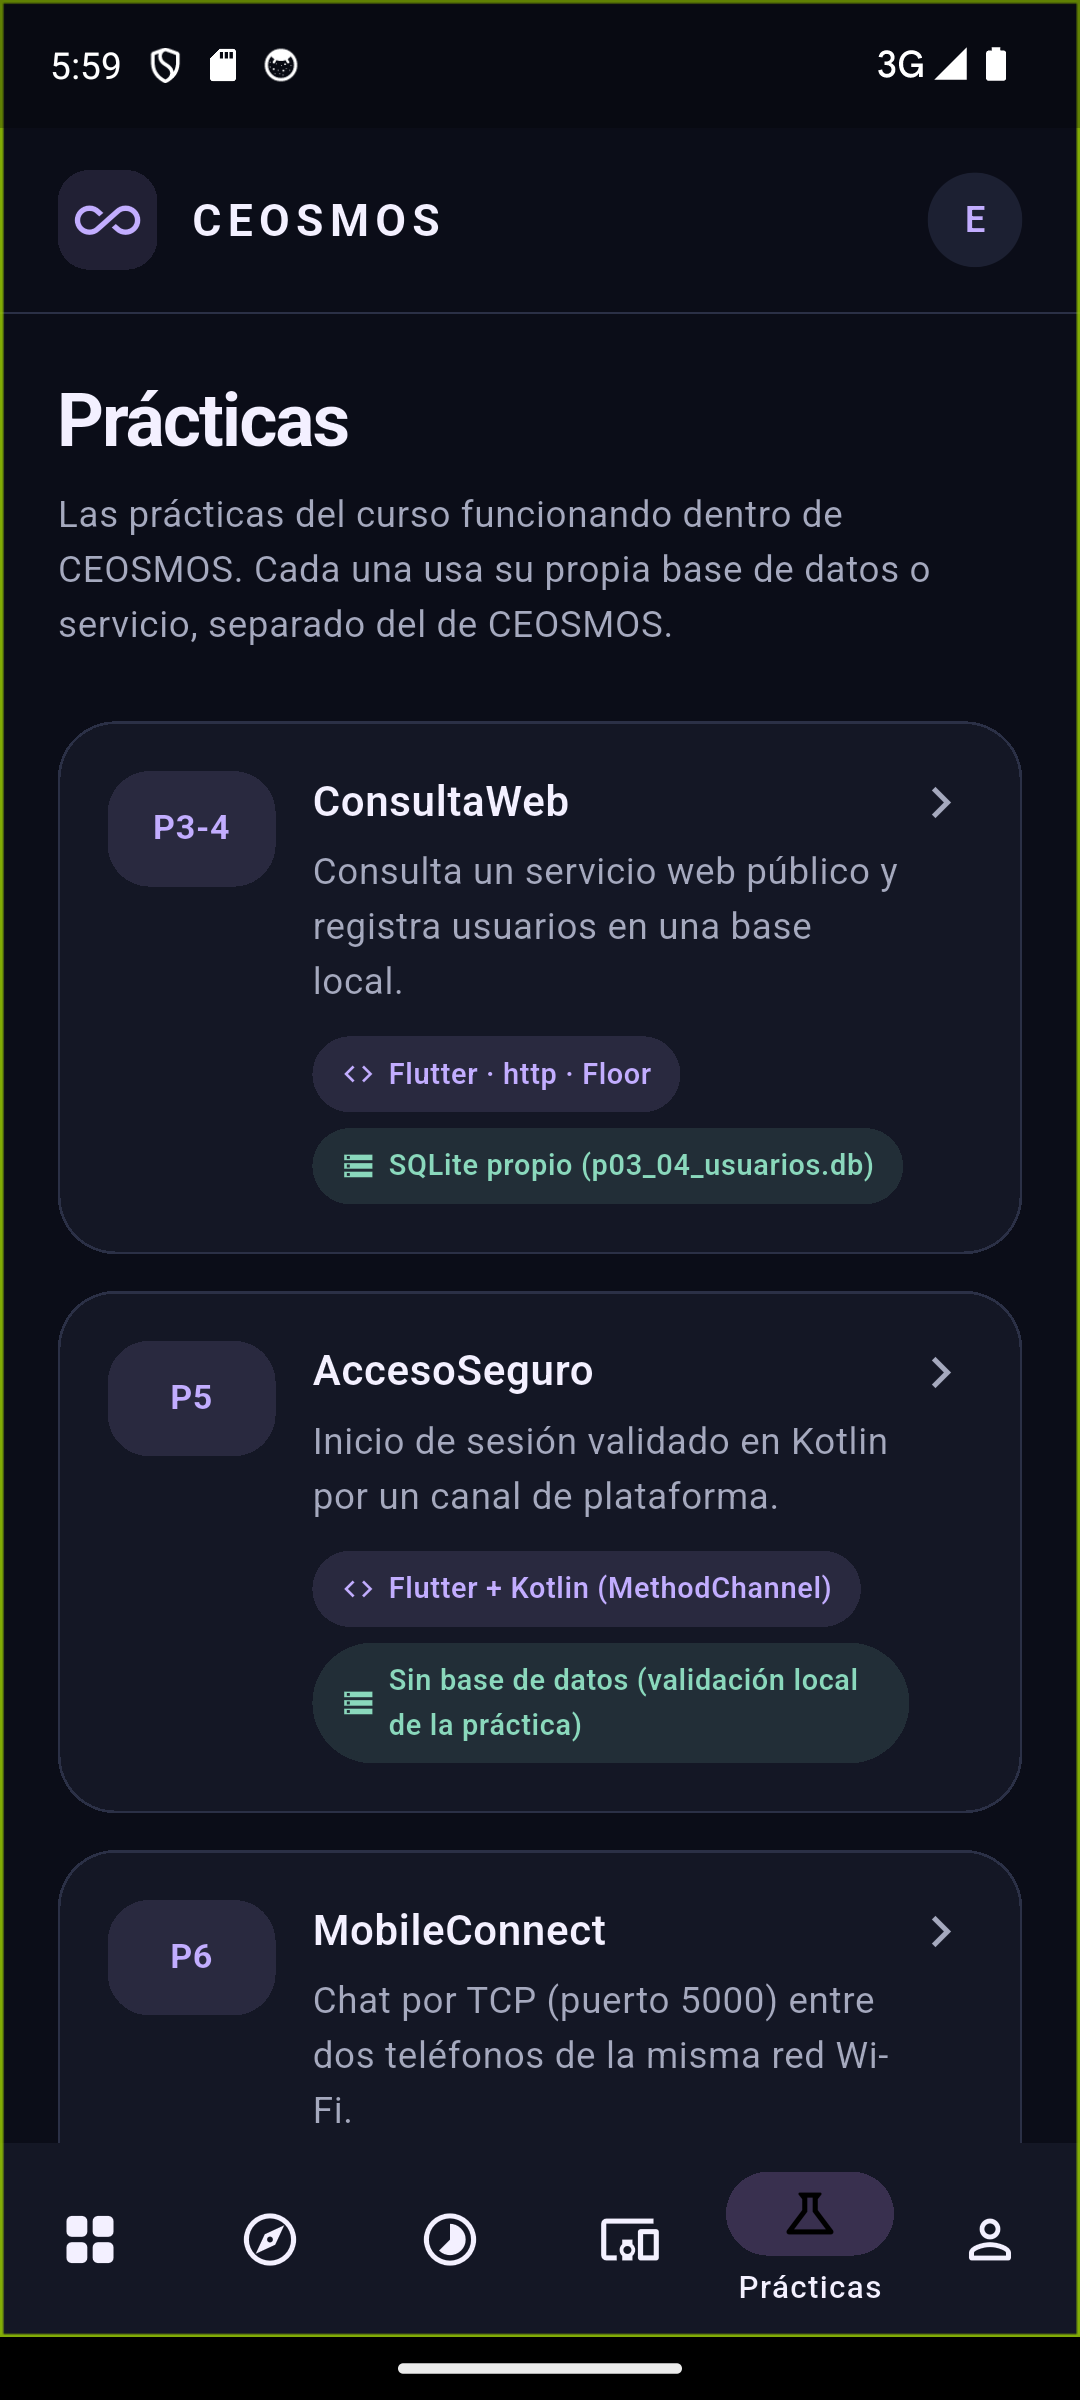 5:59
3G
CEOSMOS
E
Prácticas
Las prácticas del curso funcionando dentro de
CEOSMOS. Cada una usa su propia base de datos o
servicio, separado del de CEOSMOS.
P3-4
ConsultaWeb
Consulta un servicio web público y
registra usuarios en una base
local.
Flutter · http · Floor
SQLite propio (p03_04_usuarios.db)
P5
AccesoSeguro
Inicio de sesión validado en Kotlin
por un canal de plataforma.
Flutter + Kotlin (MethodChannel)
Sin base de datos (validación local
de la práctica)
P6
MobileConnect
Chat por TCP (puerto 5000) entre
dos teléfonos de la misma red Wi-
Fi.
Prácticas